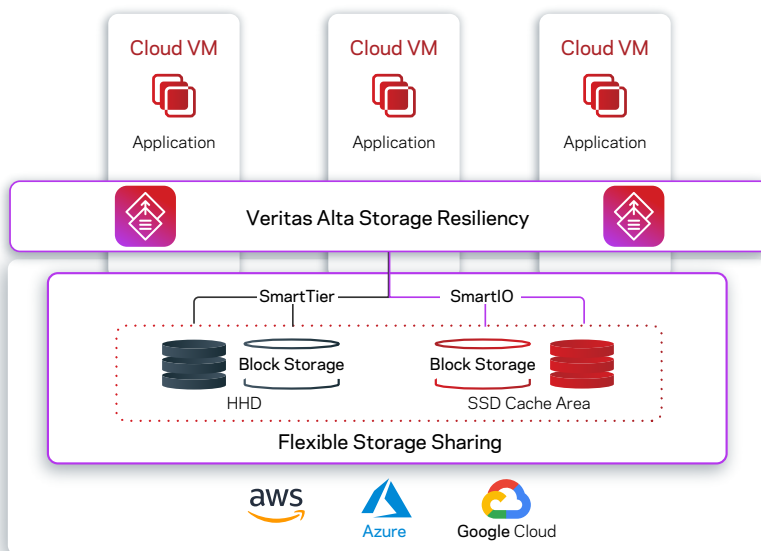 Cloud VM
Cloud VM
Cloud VM
Application
Application
Application
Veritas Alta Storage Resiliency
SmartTier
SmartIO
Block Storage
Block Storage
HHD
SSD Cache Area
Flexible Storage Sharing
aws
Azure
Google Cloud